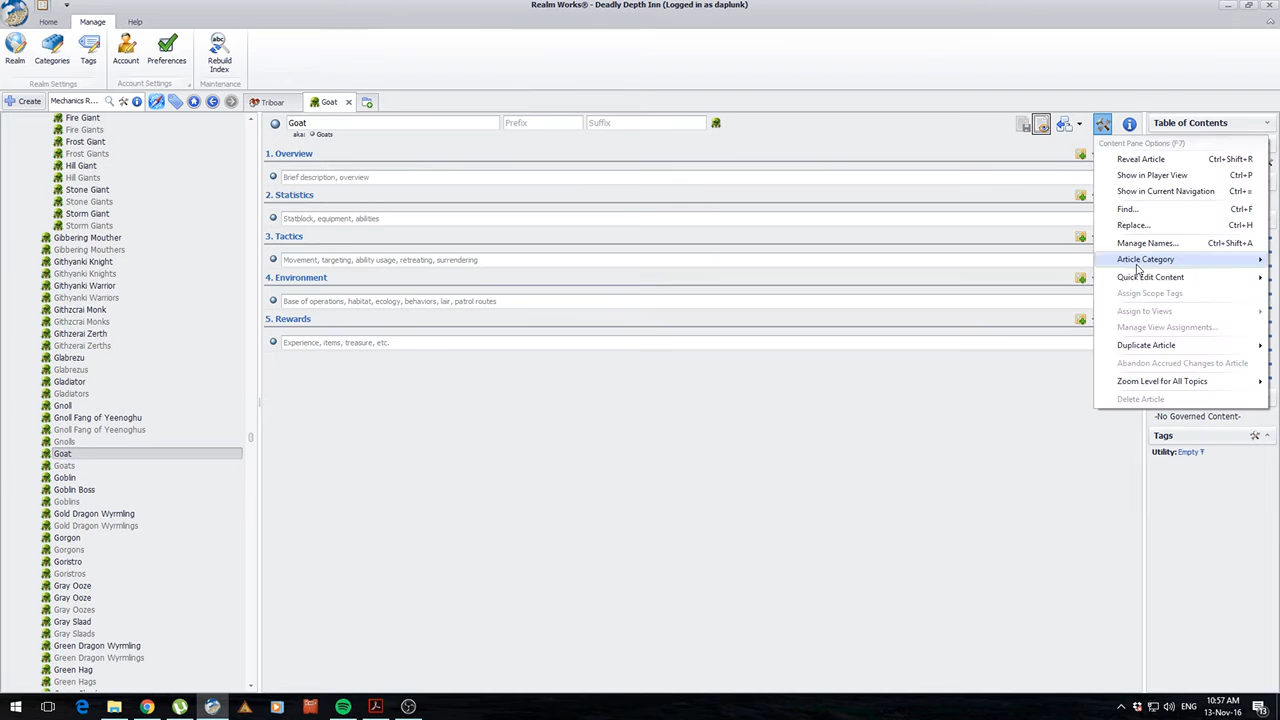 Realm Works® - Deadly Depth Inn (Logged in as daplunk)
Home
Manage
Help
Realm
Categories
Tags
Account
Preferences
Rebuild Index
Realm Settings
Account Settings
Maintenance
Create
Mechanics R...
Triboar
Goat
Fire Giant
Fire Giants
Frost Giant
Frost Giants
Hill Giant
Hill Giants
Stone Giant
Stone Giants
Storm Giant
Storm Giants
Gibbering Mouther
Gibbering Mouthers
Githyanki Knight
Githyanki Knights
Githyanki Warrior
Githyanki Warriors
Githzerai Monk
Githzerai Monks
Githzerai Zerth
Githzerai Zerths
Glabrezu
Glabrezus
Gladiator
Gladiators
Gnoll
Gnoll Fang of Yeenoghu
Gnoll Fang of Yeenoghus
Gnolls
Goat
Goats
Goblin
Goblin Boss
Goblins
Gold Dragon Wyrmling
Gold Dragon Wyrmlings
Gorgon
Gorgons
Goristro
Goristros
Gray Ooze
Gray Ooze
Gray Oozes
Gray Slaad
Gray Slaads
Green Dragon Wyrmling
Green Dragon Wyrmlings
Green Hag
Green Hags
Goat
Prefix
Suffix
aka: Goats
1. Overview
Brief description, overview
2. Statistics
Statblock, equipment, abilities
3. Tactics
Movement, targeting, ability usage, retreating, surrendering
4. Environment
Base of operations, habitat, ecology, behaviors, lair, patrol routes
5. Rewards
Experience, items, treasure, etc.
Content Pane Options (F7)
Reveal Article Ctrl+Shift+R
Show in Player View Ctrl+P
Show in Current Navigation Ctrl+=
Find... Ctrl+F
Replace... Ctrl+H
Manage Names... Ctrl+Shift+A
Article Category
Quick Edit Content
Assign Scope Tags
Assign to Views
Manage View Assignments...
Duplicate Article
Abandon Accrued Changes to Article
Zoom Level for All Topics
Delete Article
Table of Contents
-No Governed Content-
Tags
Utility: Empty
ENG
10:57 AM
13-Nov-16